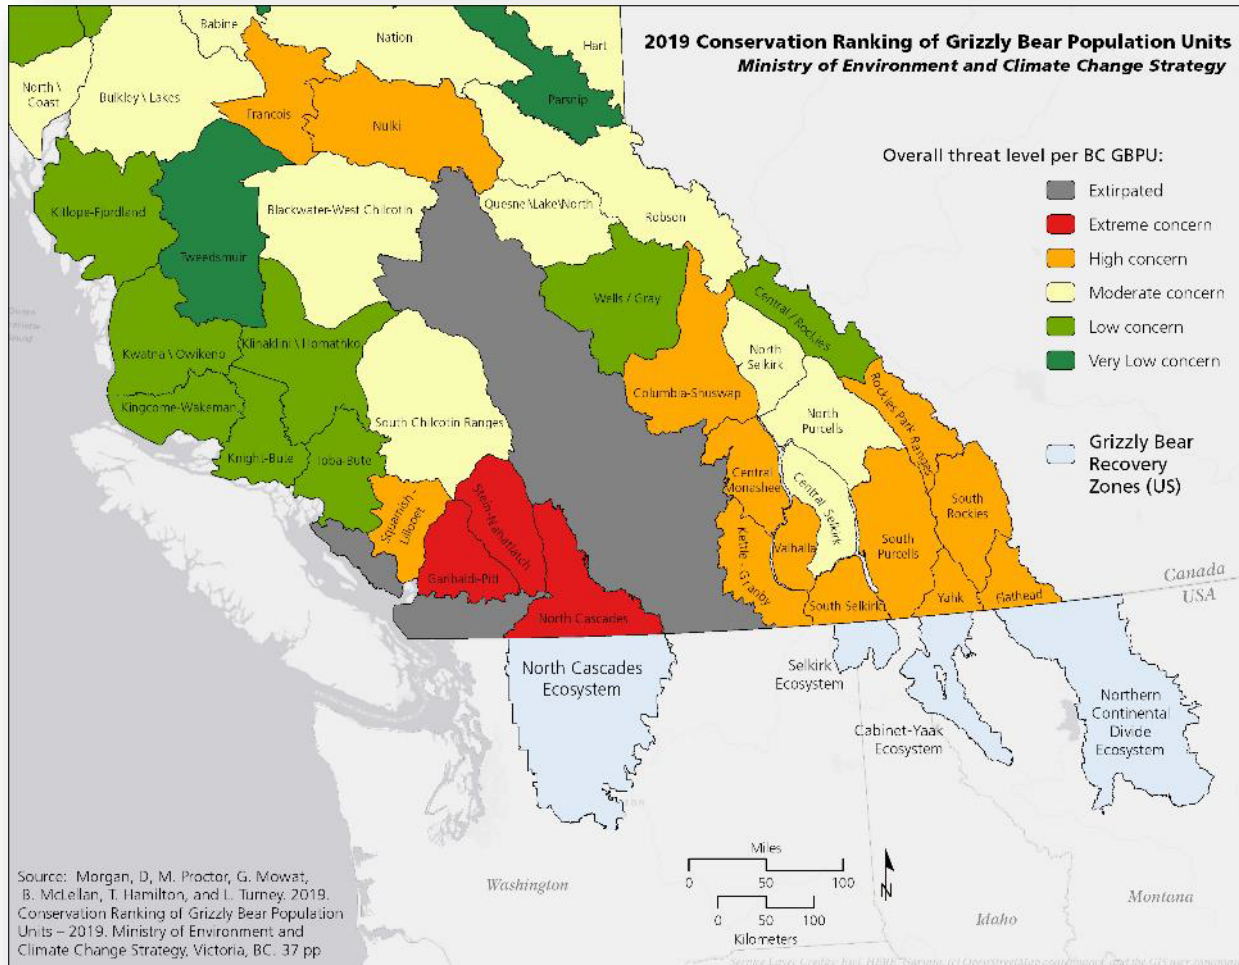 2019 Conservation Ranking of Grizzly Bear Population Units
Ministry of Environment and Climate Change Strategy
Babine
Nation
Hart
North \
Coast
Bulkley \ Lakes
Francois
Nulki
Parsnip
Overall threat level per BC GBPU:
Extirpated
Extreme concern
High concern
Moderate concern
Low concern
Very Low concern
Grizzly Bear
Recovery
Zones (US)
Kitlope-Fjordland
Tweedsmuir
Blackwater-West Chilcotin
Quesnel\Lake\North
Robson
Wells / Gray
Central / Rockies
Kwatna \ Owikeno
Klinaklini \ Homathko
North
Selkirk
Columbia-Shuswap
Rockies Park Ranges
Kingcome-Wakeman
South Chilcotin Ranges
North
Purcells
Knight-Bute
Toba-Bute
Squamish -
Lillooet
Stein-Nahatlatch
Central
Monashee
Central Selkirk
South
Rockies
Valhalla
South
Purcells
Kettle - Granby
Garibaldi-Pitt
North Cascades
South Selkirk
Yahk
Flathead
Canada
USA
North Cascades
Ecosystem
Selkirk
Ecosystem
Cabinet-Yaak
Ecosystem
Northern
Continental
Divide
Ecosystem
Miles
0 50 100
0 50 100
Kilometers
N
Washington
Idaho
Montana
Source: Morgan, D, M. Proctor, G. Mowat,
B. McLellan, T. Hamilton, and L. Turney. 2019.
Conservation Ranking of Grizzly Bear Population
Units – 2019. Ministry of Environment and
Climate Change Strategy, Victoria, BC. 37 pp